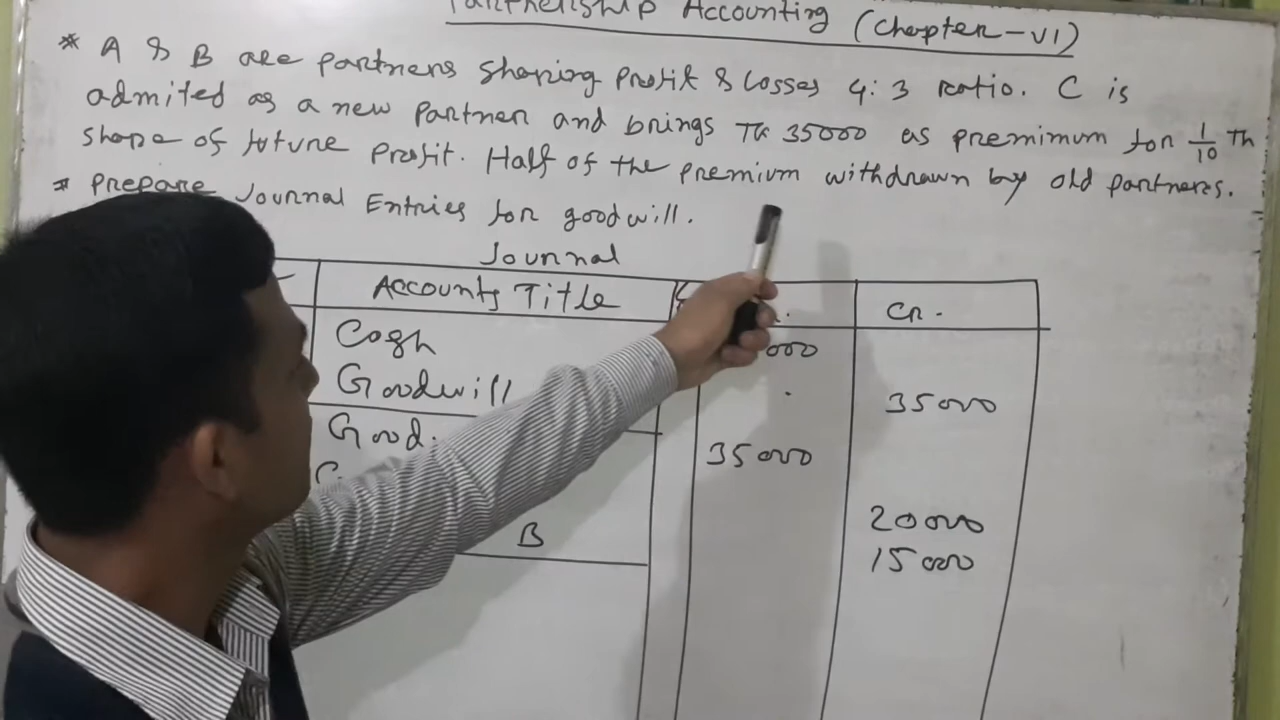 Partnership Accounting (Chapter-VI)
* A & B are partners sharing profit & losses 4:3 ratio. C is
admited as a new partner and brings Tk 35000 as premimum for 1/10 Th
share of future profit. Half of the premium withdrawn by old partners.
* Prepare Journal Entries for goodwill.
Journal
Accounts Title Cr.
Cash 000
Goodwill 35000
Good. 35000
20000
B 15000